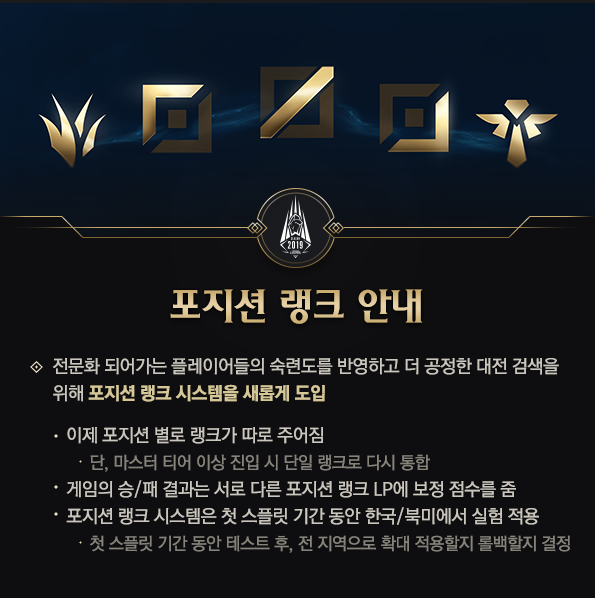 2019
포지션 랭크 안내
전문화 되어가는 플레이어들의 숙련도를 반영하고 더 공정한 대전 검색을
위해 포지션 랭크 시스템을 새롭게 도입
· 이제 포지션 별로 랭크가 따로 주어짐
· 단, 마스터 티어 이상 진입 시 단일 랭크로 다시 통합
· 게임의 승/패 결과는 서로 다른 포지션 랭크 LP에 보정 점수를 줌
· 포지션 랭크 시스템은 첫 스플릿 기간 동안 한국/북미에서 실험 적용
· 첫 스플릿 기간 동안 테스트 후, 전 지역으로 확대 적용할지 롤백할지 결정